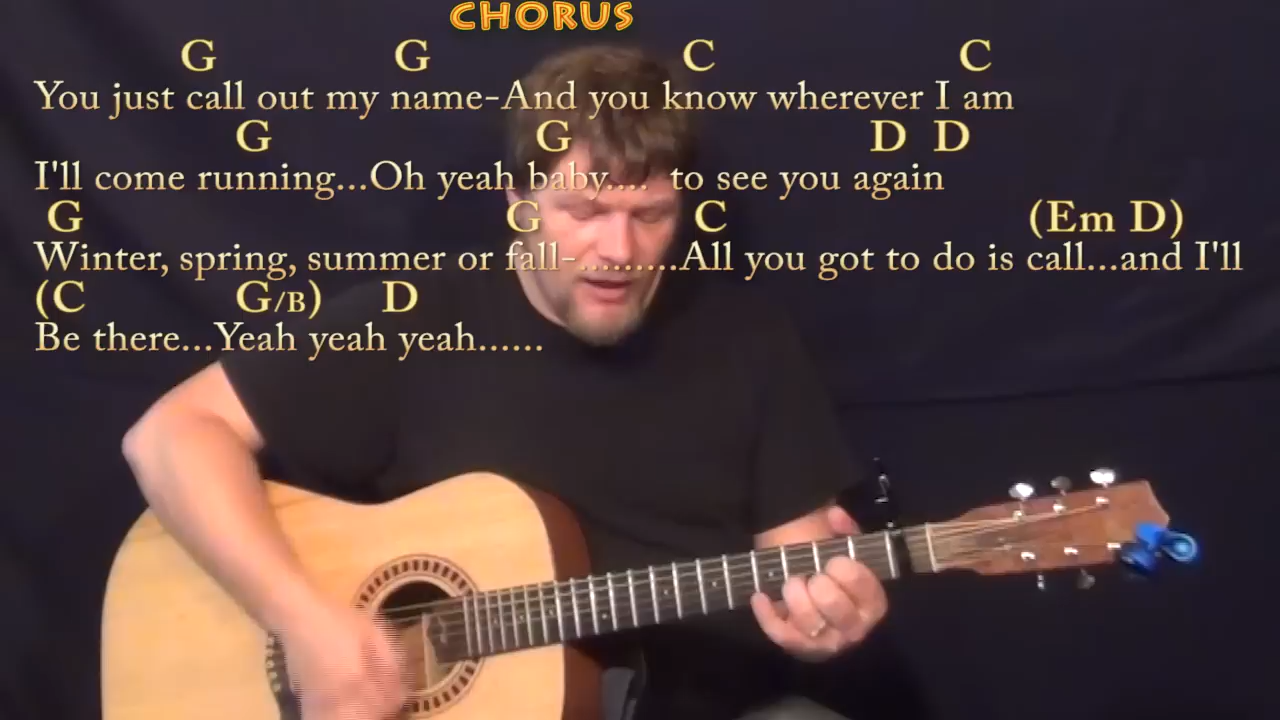 CHORUS
G G C C
You just call out my name-And you know wherever I am
G G D D
I'll come running...Oh yeah baby.... to see you again
G G C (Em D)
Winter, spring, summer or fall-.........All you got to do is call...and I'll
(C G/B) D
Be there...Yeah yeah yeah......